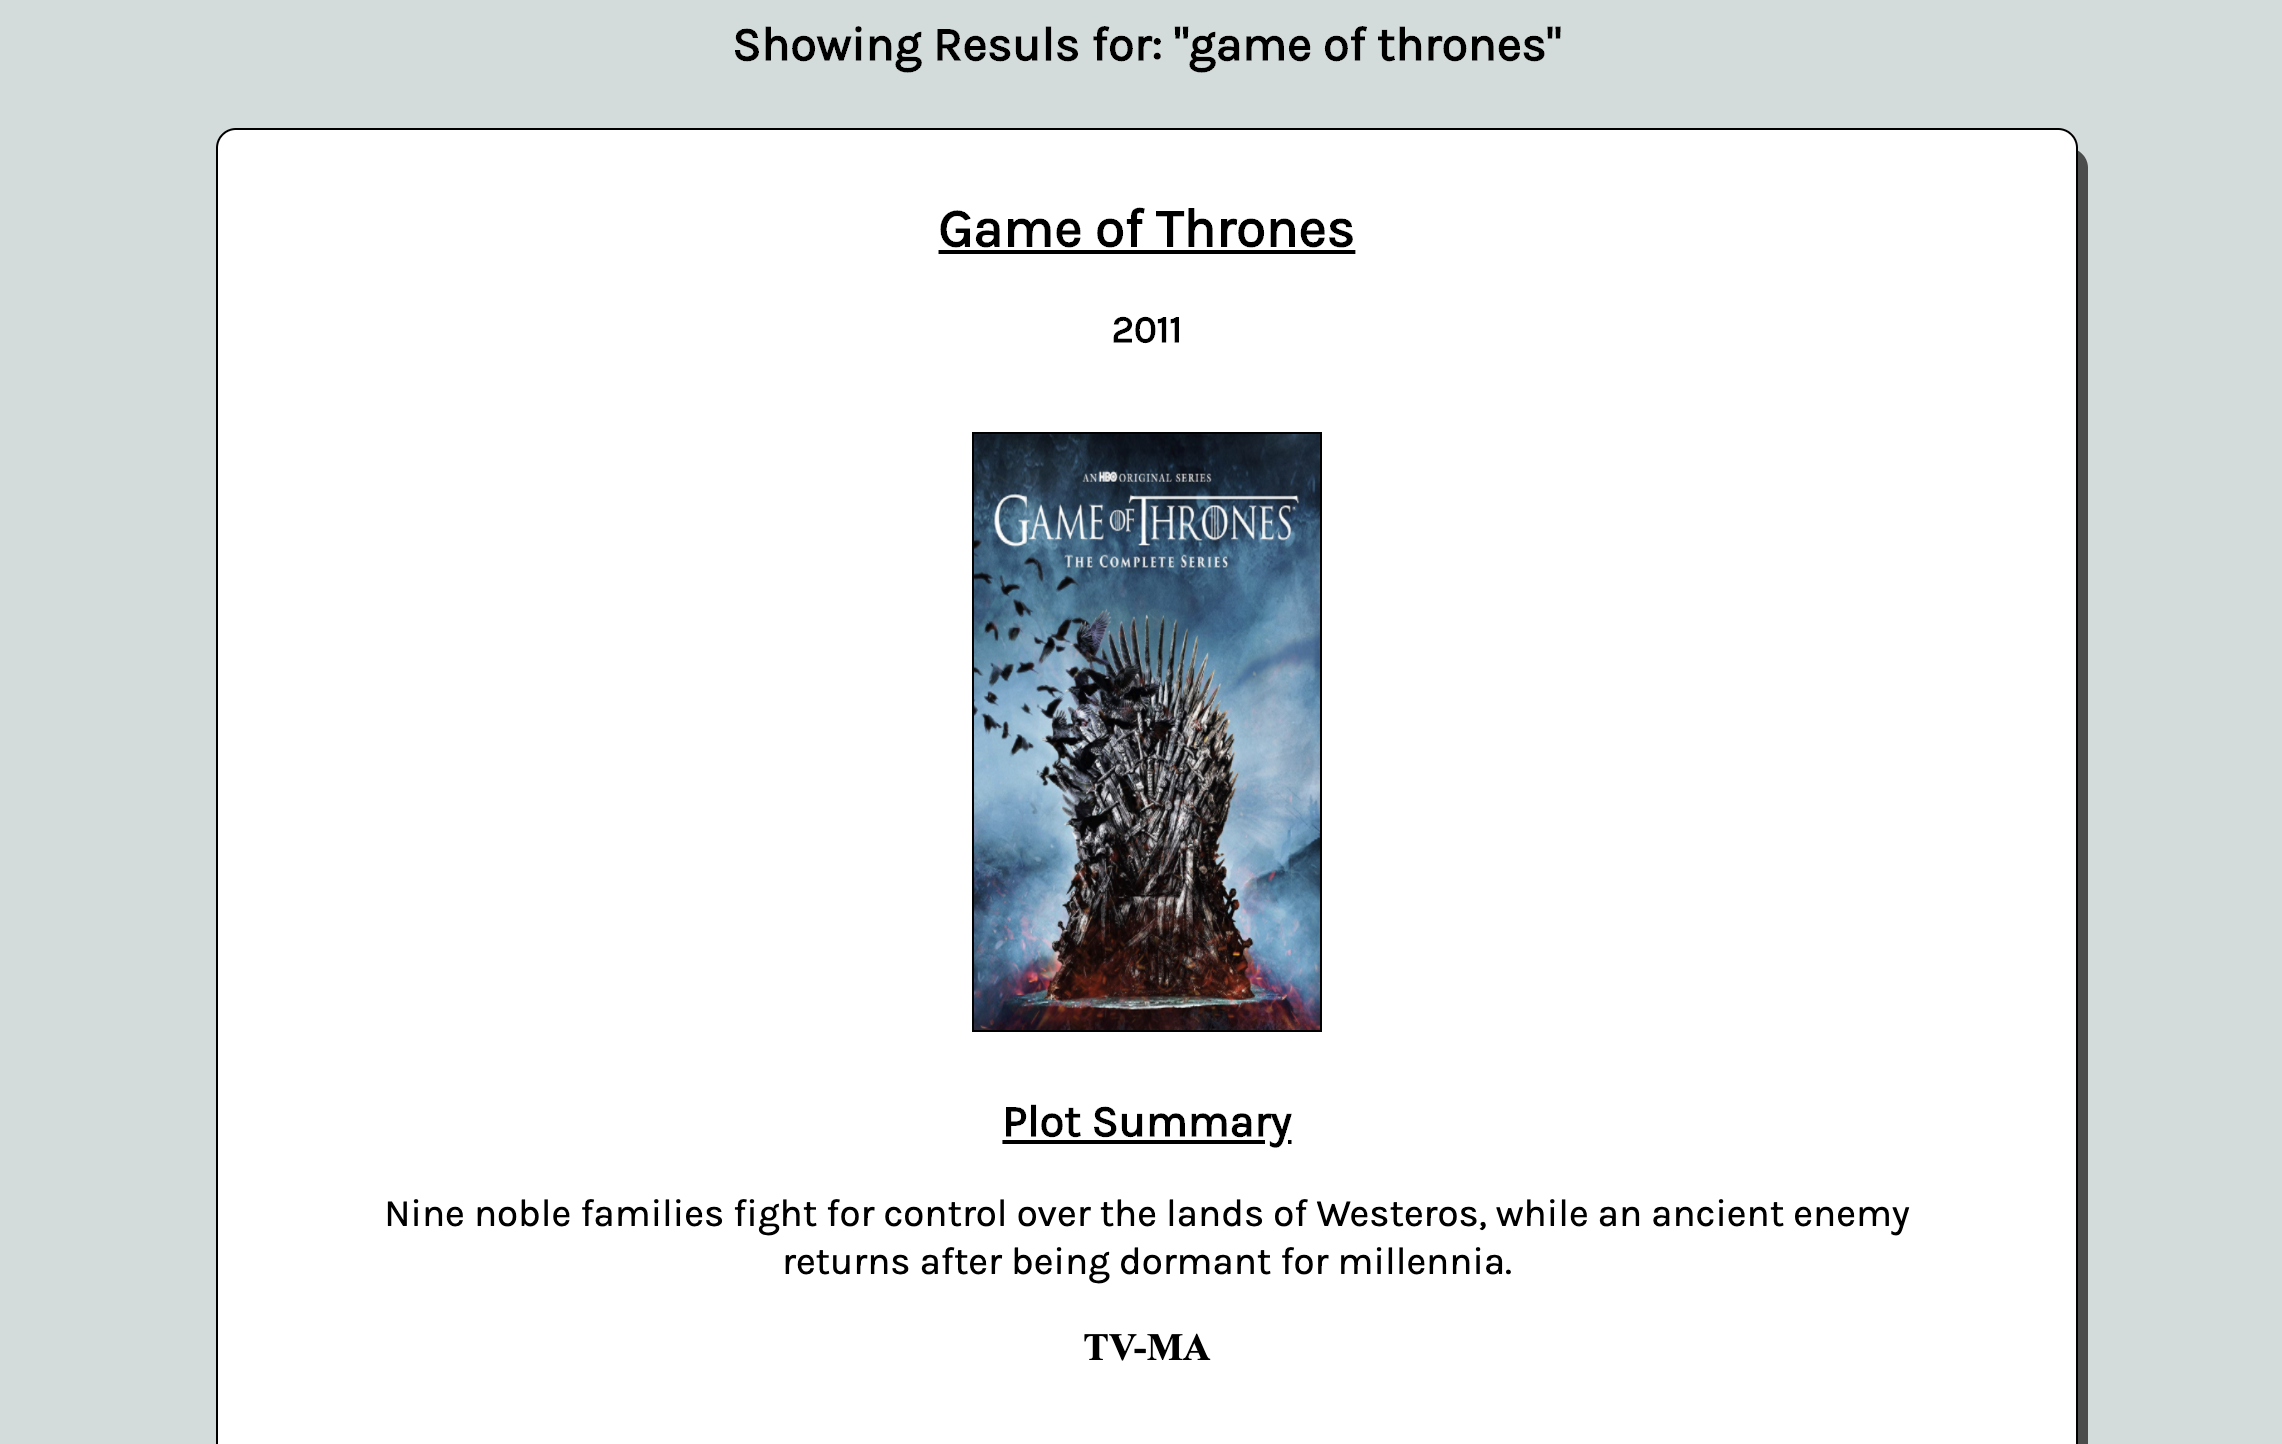 Showing Resuls for: "game of thrones"
Game of Thrones
2011
AN HBO ORIGINAL SERIES
GAME OF THRONES
THE COMPLETE SERIES
Plot Summary
Nine noble families fight for control over the lands of Westeros, while an ancient enemy
returns after being dormant for millennia.
TV-MA